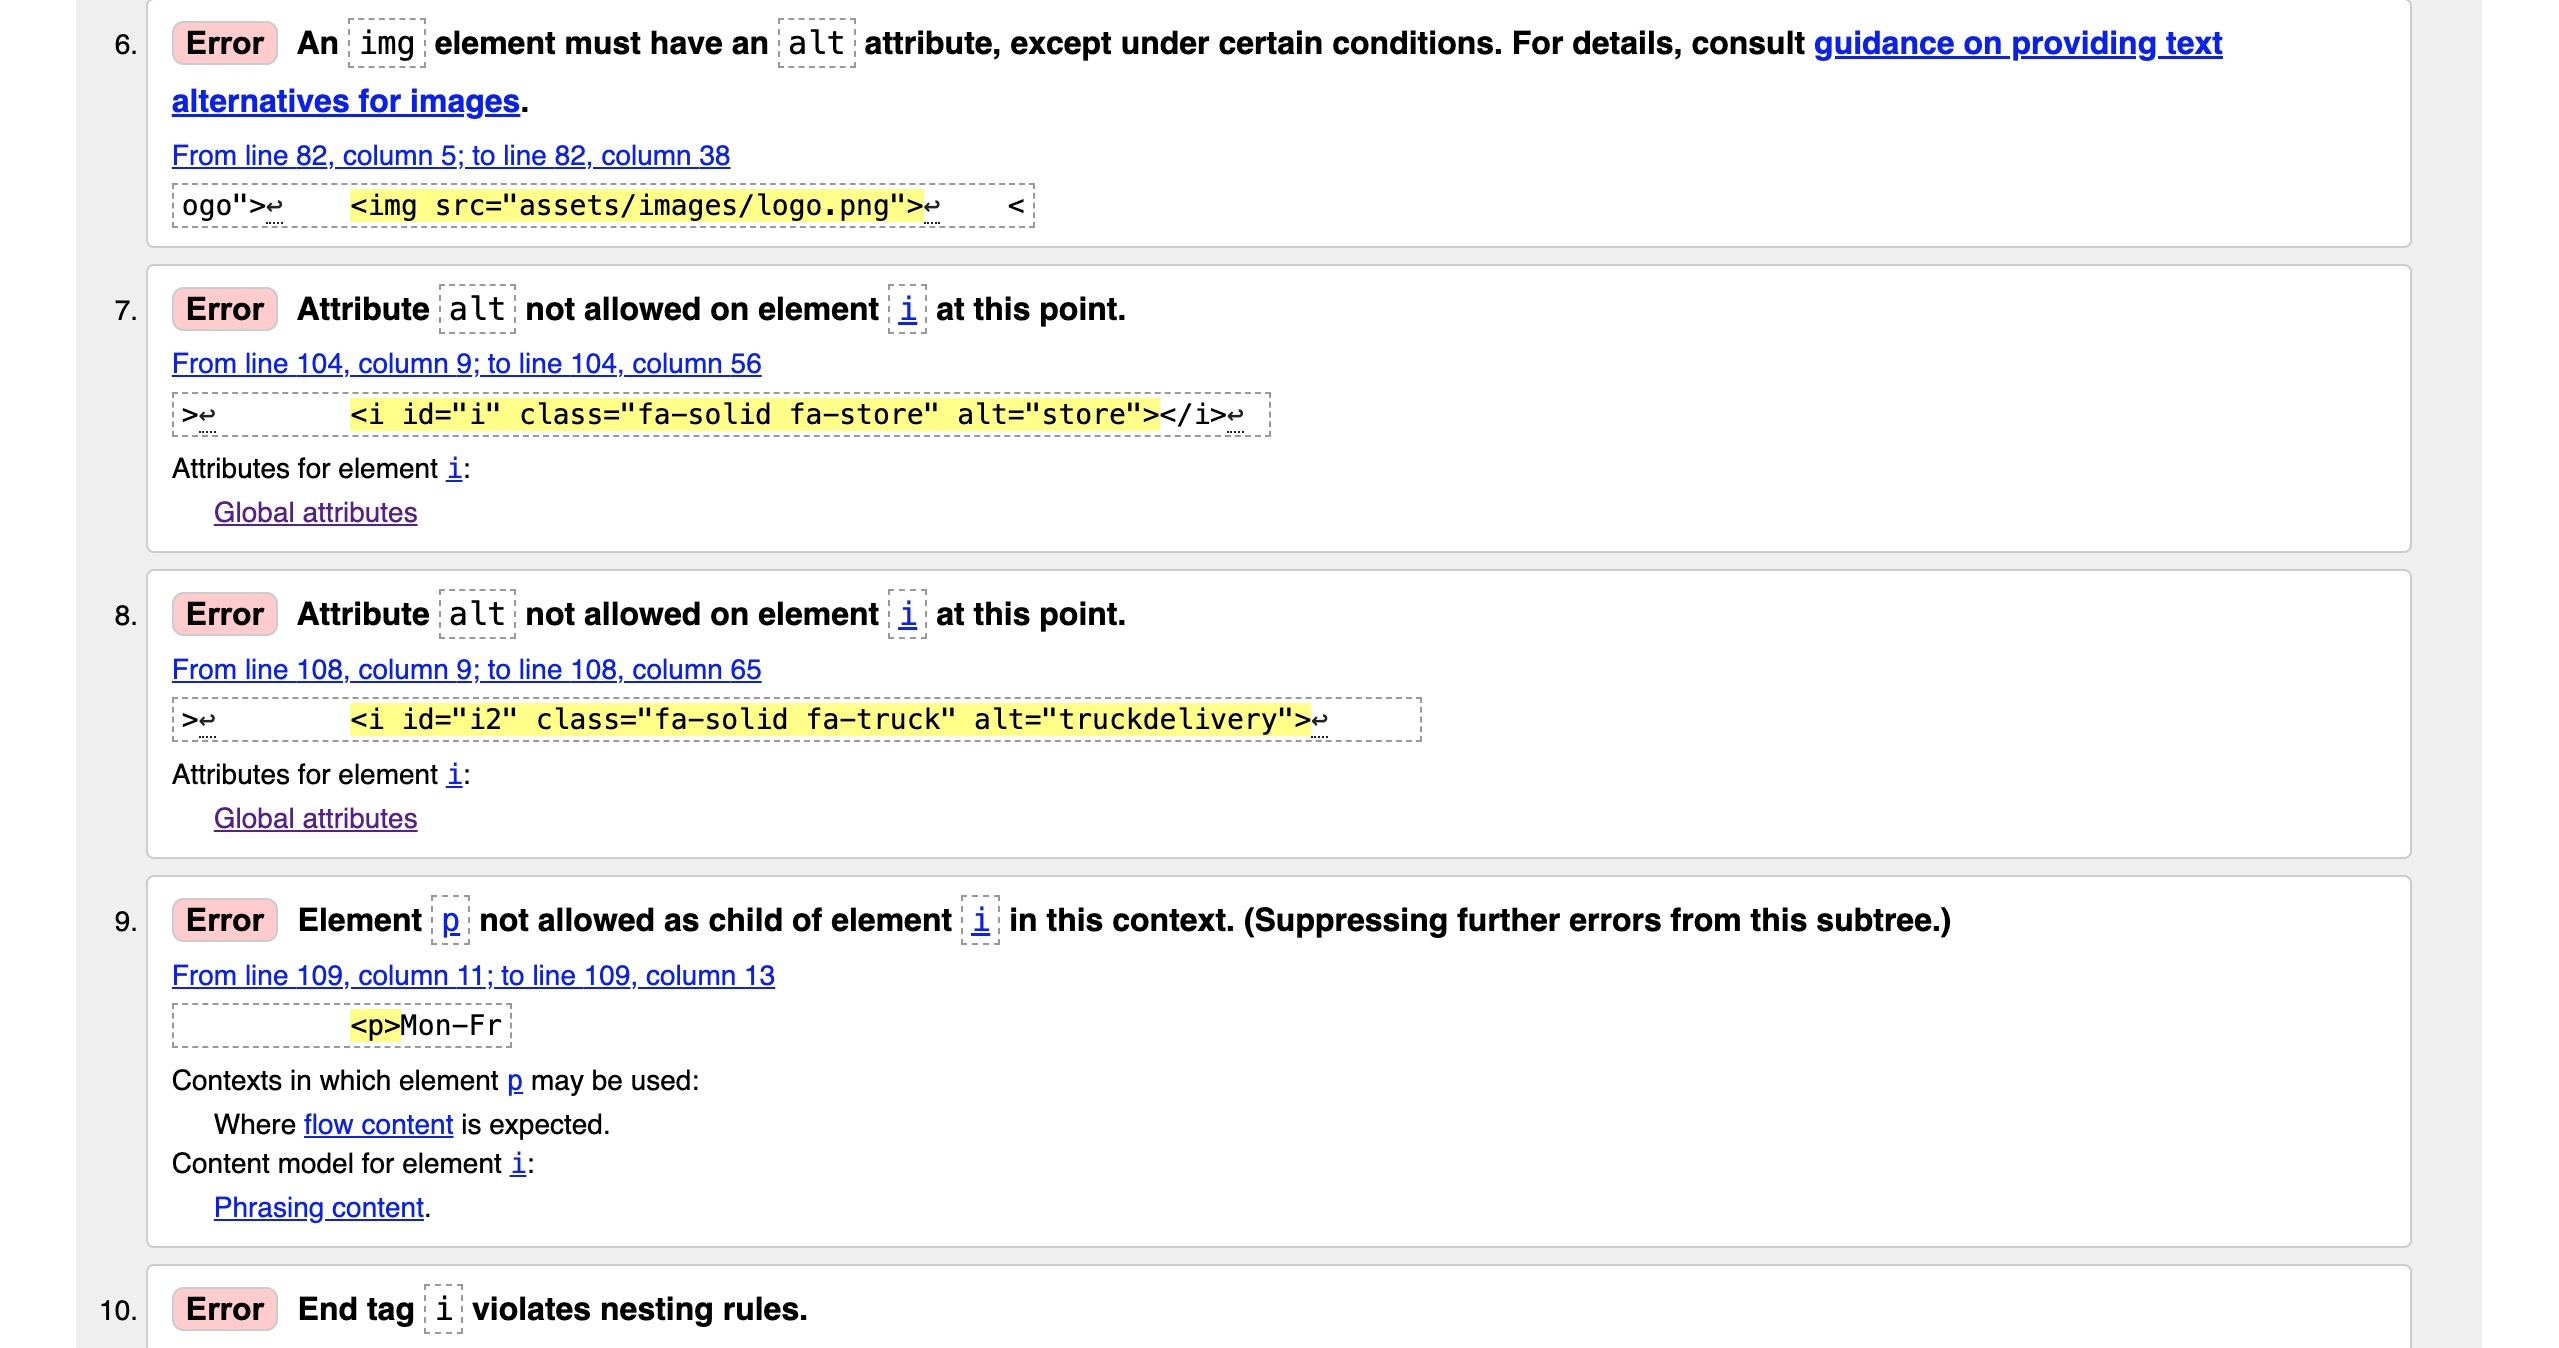 6. Error An img element must have an alt attribute, except under certain conditions. For details, consult guidance on providing text
alternatives for images.
From line 82, column 5; to line 82, column 38
ogo">↩    <img src="assets/images/logo.png">↩    <
7. Error Attribute alt not allowed on element i at this point.
From line 104, column 9; to line 104, column 56
>↩        <i id="i" class="fa-solid fa-store" alt="store"></i>↩
Attributes for element i:
Global attributes
8. Error Attribute alt not allowed on element i at this point.
From line 108, column 9; to line 108, column 65
>↩        <i id="i2" class="fa-solid fa-truck" alt="truckdelivery">↩
Attributes for element i:
Global attributes
9. Error Element p not allowed as child of element i in this context. (Suppressing further errors from this subtree.)
From line 109, column 11; to line 109, column 13
<p>Mon-Fr
Contexts in which element p may be used:
Where flow content is expected.
Content model for element i:
Phrasing content.
10. Error End tag i violates nesting rules.